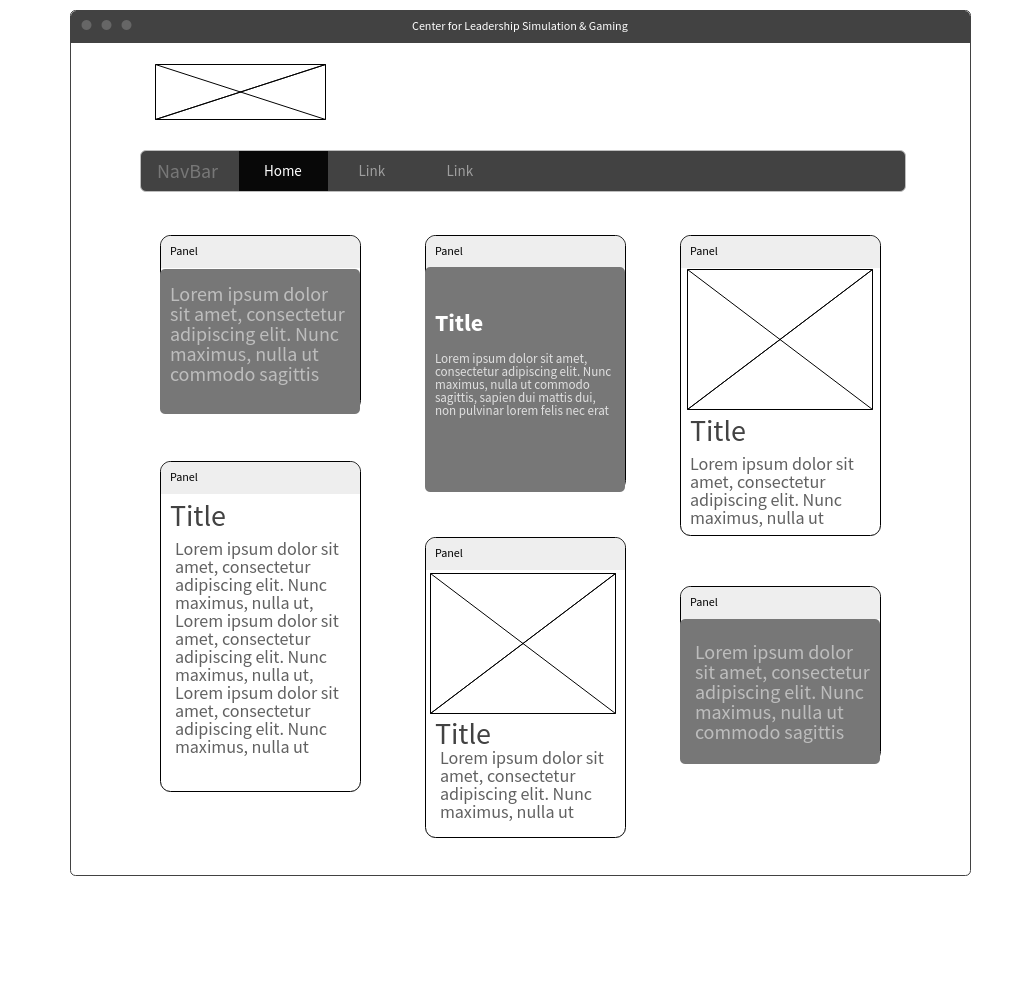 Center for Leadership Simulation & Gaming
NavBar
Home
Link
Link
Panel
Lorem ipsum dolor
sit amet, consectetur
adipiscing elit. Nunc
maximus, nulla ut
commodo sagittis
Panel
Title
Lorem ipsum dolor sit
amet, consectetur
adipiscing elit. Nunc
maximus, nulla ut,
Lorem ipsum dolor sit
amet, consectetur
adipiscing elit. Nunc
maximus, nulla ut,
Lorem ipsum dolor sit
amet, consectetur
adipiscing elit. Nunc
maximus, nulla ut
Panel
Title
Lorem ipsum dolor sit amet,
consectetur adipiscing elit. Nunc
maximus, nulla ut commodo
sagittis, sapien dui mattis dui,
non pulvinar lorem felis nec erat
Panel
Title
Lorem ipsum dolor sit
amet, consectetur
adipiscing elit. Nunc
maximus, nulla ut
Panel
Title
Lorem ipsum dolor sit
amet, consectetur
adipiscing elit. Nunc
maximus, nulla ut
Panel
Lorem ipsum dolor
sit amet, consectetur
adipiscing elit. Nunc
maximus, nulla ut
commodo sagittis